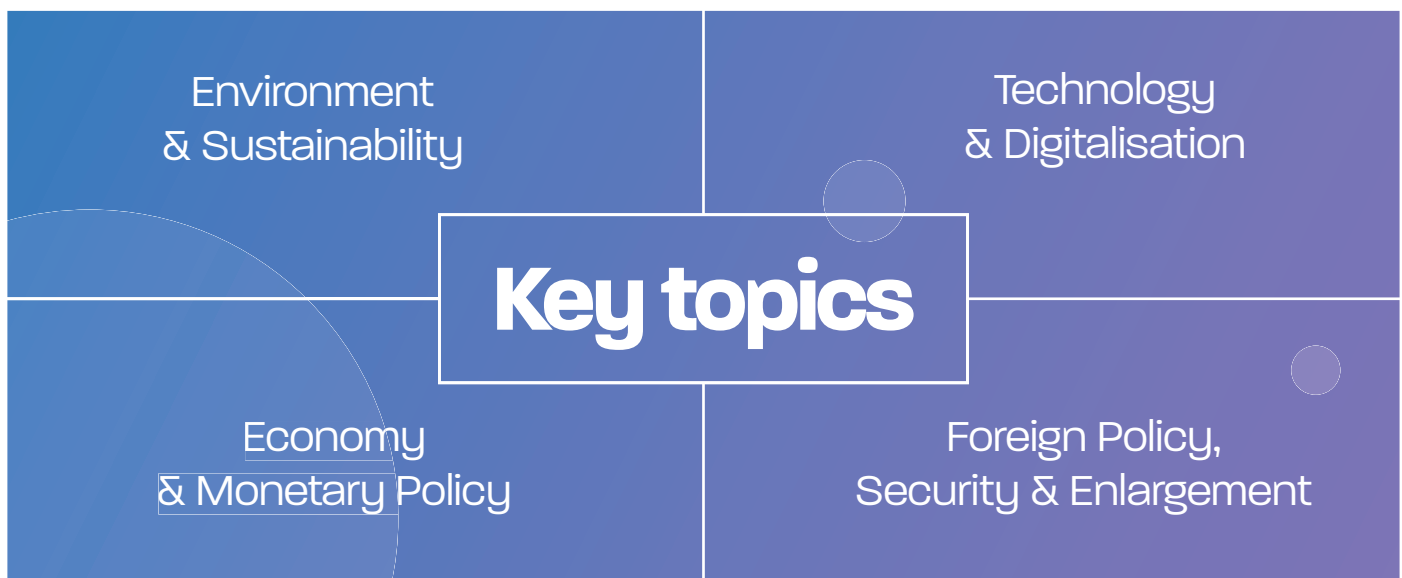 Environment
& Sustainability
Technology
& Digitalisation
Key topics
Economy
& Monetary Policy
Foreign Policy,
Security & Enlargement